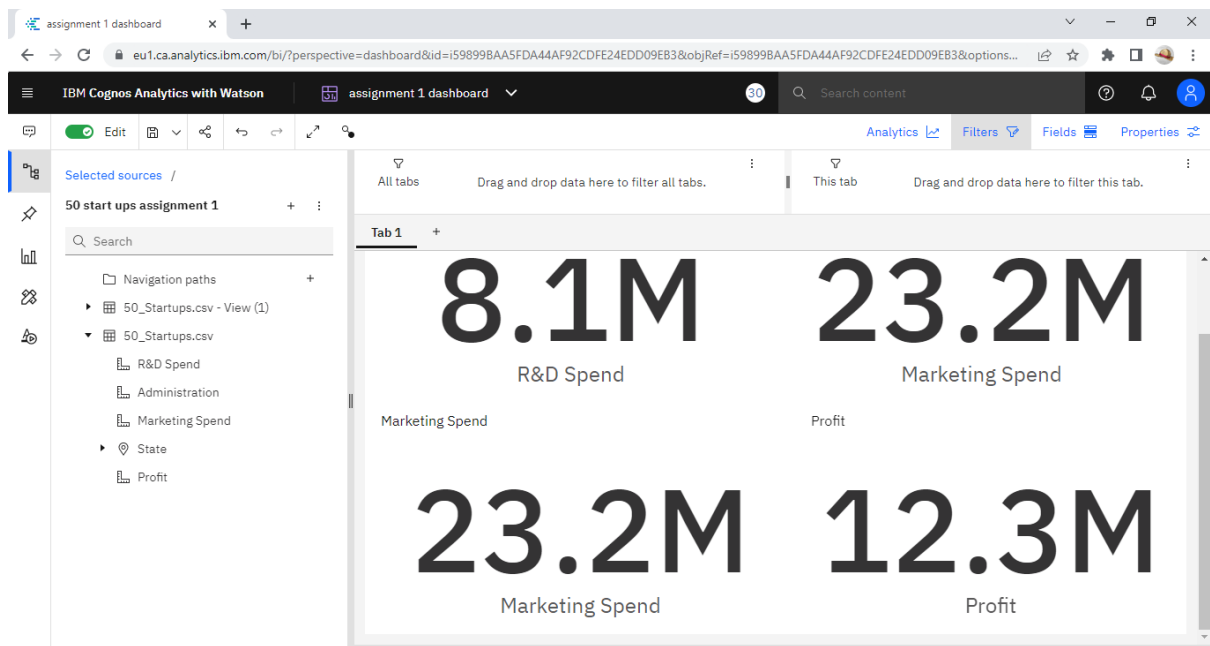 assignment 1 dashboard
eu1.ca.analytics.ibm.com/bi/?perspective=dashboard&id=i59899BAA5FDA44AF92CDFE24EDD09EB3&objRef=i59899BAA5FDA44AF92CDFE24EDD09EB3&options...
IBM Cognos Analytics with Watson
assignment 1 dashboard
30
Search content
Edit
Analytics
Filters
Fields
Properties
Selected sources /
50 start ups assignment 1
Search
Navigation paths
50_Startups.csv - View (1)
50_Startups.csv
R&D Spend
Administration
Marketing Spend
State
Profit
All tabs
Drag and drop data here to filter all tabs.
This tab
Drag and drop data here to filter this tab.
Tab 1
8.1M
R&D Spend
23.2M
Marketing Spend
Marketing Spend
23.2M
Marketing Spend
Profit
12.3M
Profit